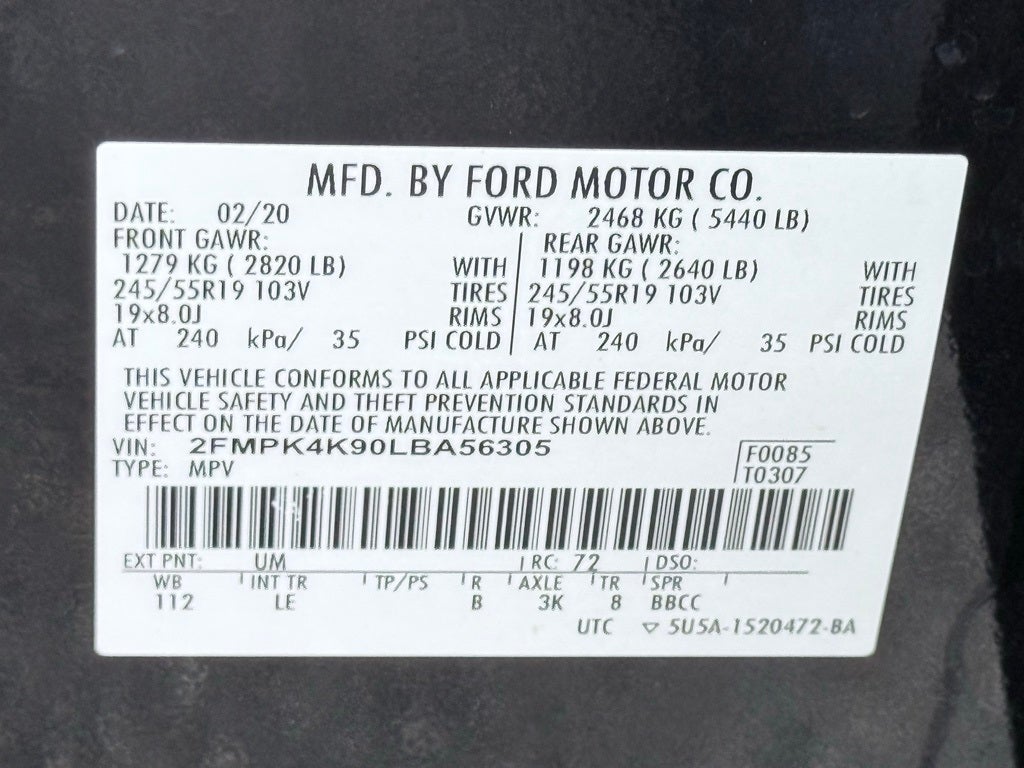 MFD. BY FORD MOTOR CO.
DATE: 02/20 GVWR: 2468 KG ( 5440 LB)
FRONT GAWR: REAR GAWR:
1279 KG ( 2820 LB) WITH 1198 KG ( 2640 LB) WITH
245/55R19 103V TIRES 245/55R19 103V TIRES
19x8.0J RIMS 19x8.0J RIMS
AT 240 kPa/ 35 PSI COLD AT 240 kPa/ 35 PSI COLD
THIS VEHICLE CONFORMS TO ALL APPLICABLE FEDERAL MOTOR
VEHICLE SAFETY AND THEFT PREVENTION STANDARDS IN
EFFECT ON THE DATE OF MANUFACTURE SHOWN ABOVE.
VIN: 2FMPK4K90LBA56305 F0085
TYPE: MPV T0307
EXT PNT: UM RC: 72 DSO:
WB INT TR TP/PS R AXLE TR SPR
112 LE B 3K 8 BBCC
UTC ▽ 5U5A-1520472-BA